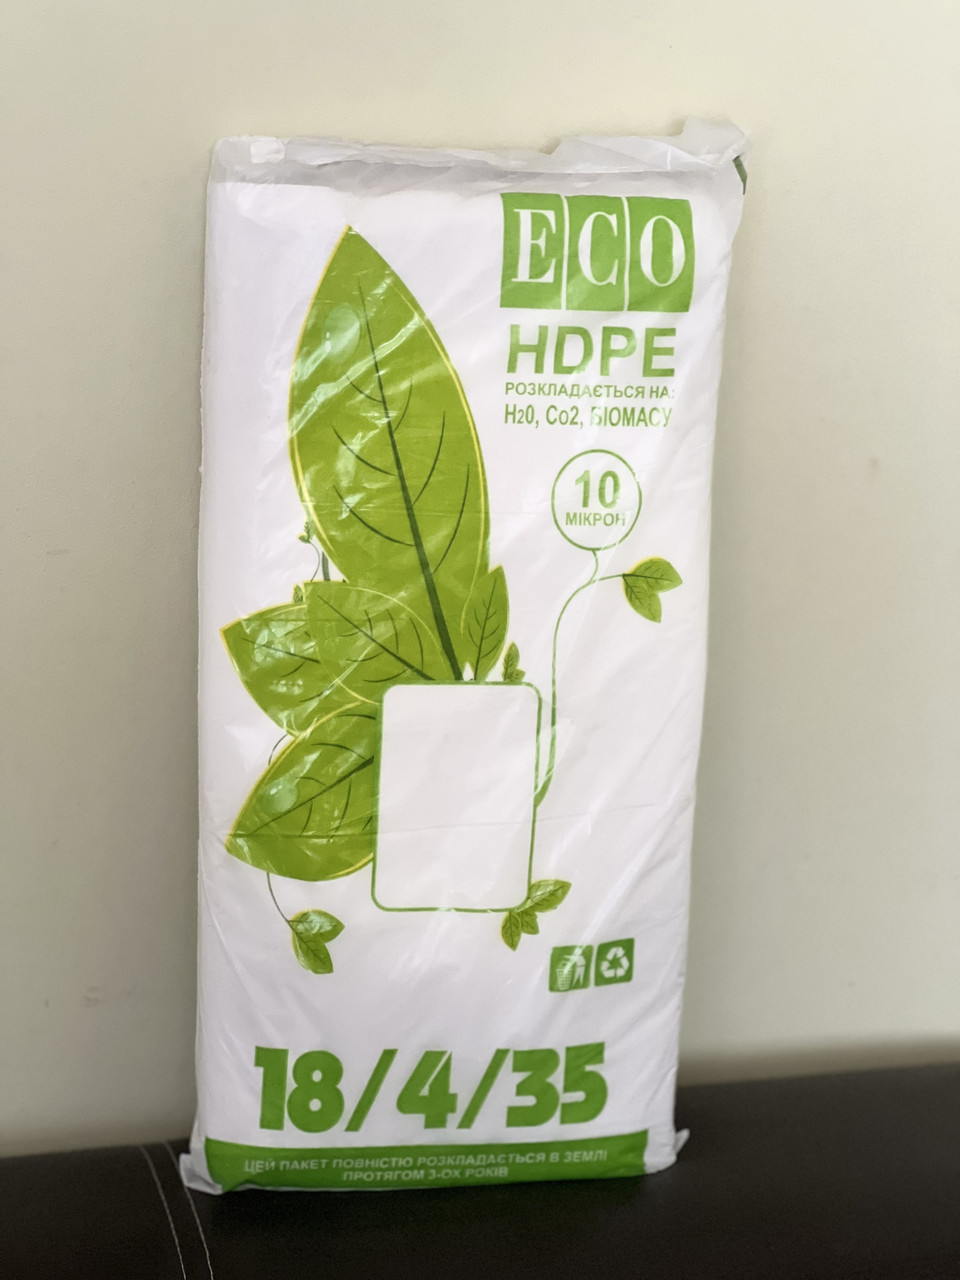 ECO
HDPE
РОЗКЛАДАЄТЬСЯ НА:
H20, Co2, БІОМАСУ
10
МІКРОН
18/4/35
ЦЕЙ ПАКЕТ ПОВНІСТЮ РОЗКЛАДАЄТЬСЯ В ЗЕМЛІ
ПРОТЯГОМ 3-ОХ РОКІВ